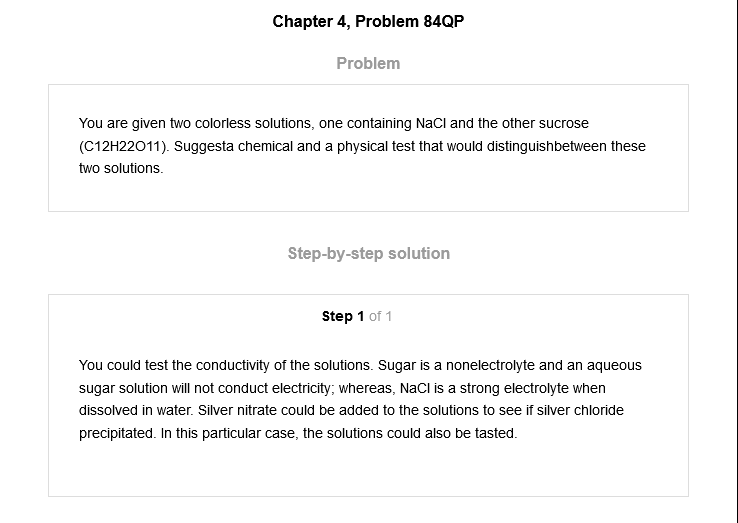 Chapter 4, Problem 84QP
Problem
You are given two colorless solutions, one containing NaCl and the other sucrose
(C12H22O11). Suggesta chemical and a physical test that would distinguishbetween these
two solutions.
Step-by-step solution
Step 1 of 1
You could test the conductivity of the solutions. Sugar is a nonelectrolyte and an aqueous
sugar solution will not conduct electricity; whereas, NaCl is a strong electrolyte when
dissolved in water. Silver nitrate could be added to the solutions to see if silver chloride
precipitated. In this particular case, the solutions could also be tasted.